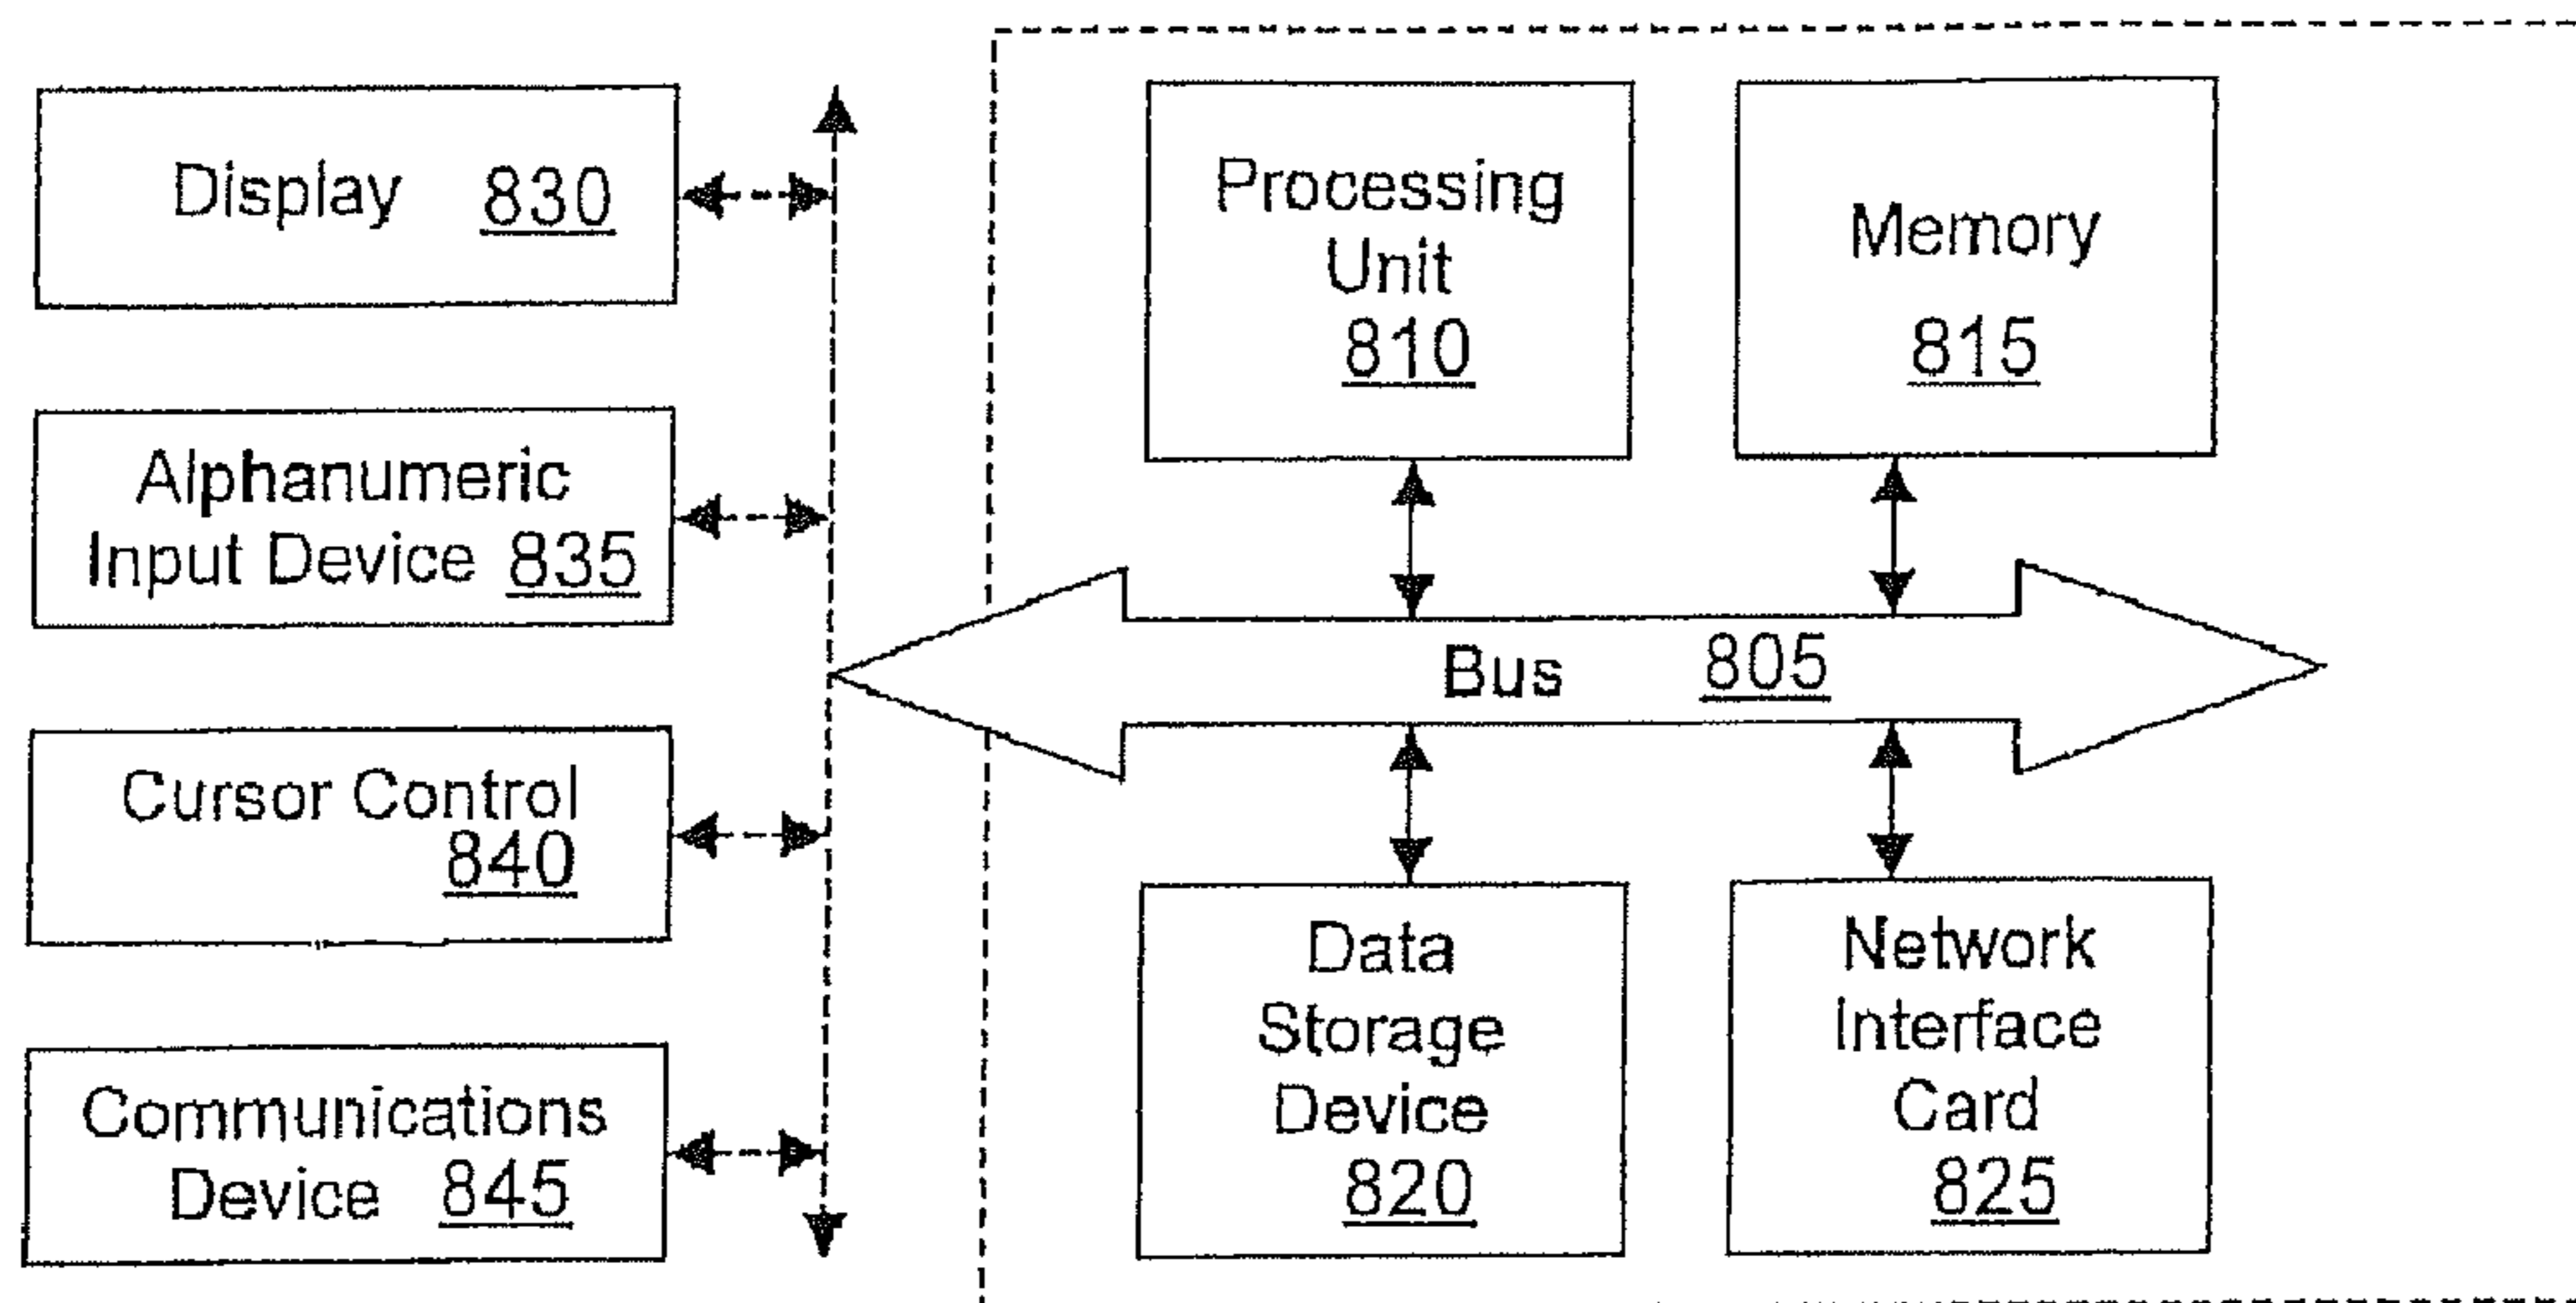 Display 830
Alphanumeric
Input Device 835
Cursor Control
840
Communications
Device 845
Processing
Unit
810
Memory
815
Bus 805
Data
Storage
Device
820
Network
Interface
Card
825